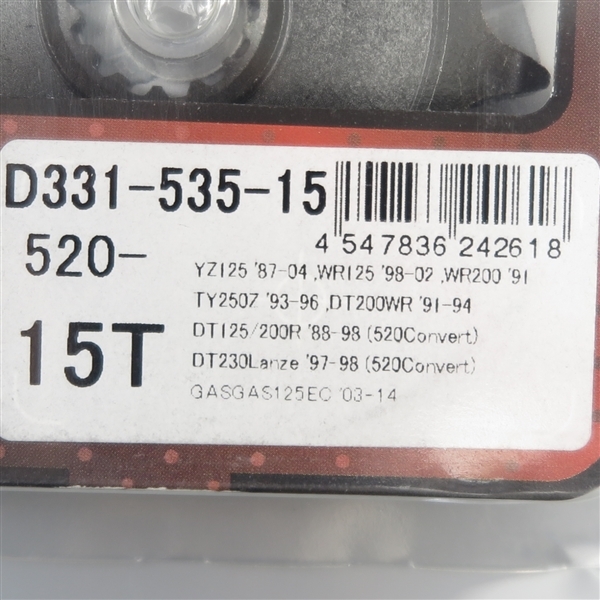 D331-535-15
4 547836 242618
520-
15T
YZ125 '87-04 ,WR125 '98-02 ,WR200 '91
TY250Z '93-96 ,DT200WR '91-94
DT125/200R '88-98 (520Convert)
DT230Lanze '97-98 (520Convert)
GASGAS125EC '03-14